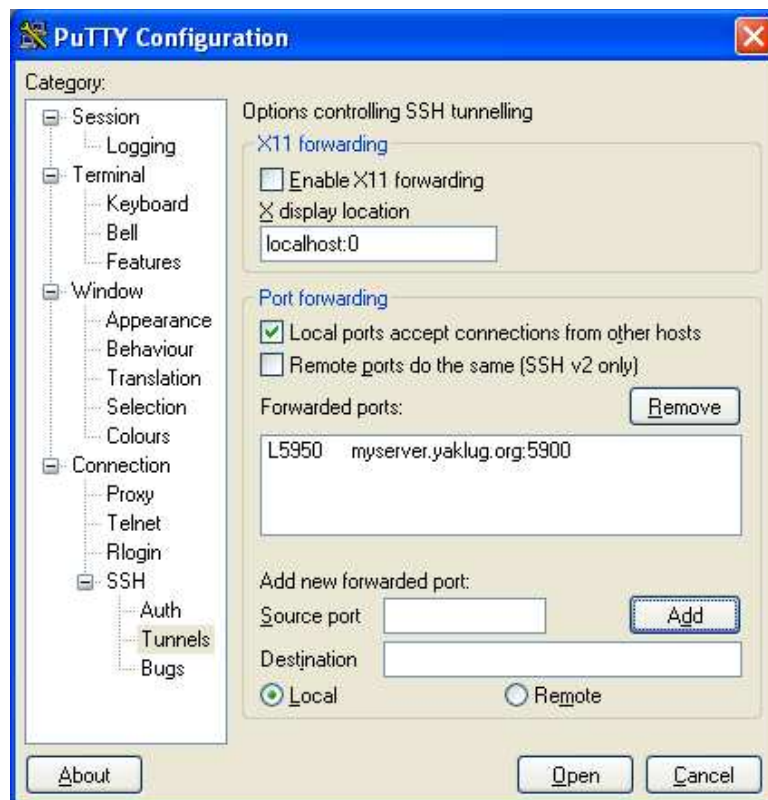 PuTTY Configuration
Category:
Session
Logging
Terminal
Keyboard
Bell
Features
Window
Appearance
Behaviour
Translation
Selection
Colours
Connection
Proxy
Telnet
Rlogin
SSH
Auth
Tunnels
Bugs
Options controlling SSH tunnelling
X11 forwarding
Enable X11 forwarding
X display location
localhost:0
Port forwarding
Local ports accept connections from other hosts
Remote ports do the same (SSH v2 only)
Forwarded ports:
Remove
L5950 myserver.yaklug.org:5900
Add new forwarded port:
Source port
Add
Destination
Local Remote
About Open Cancel